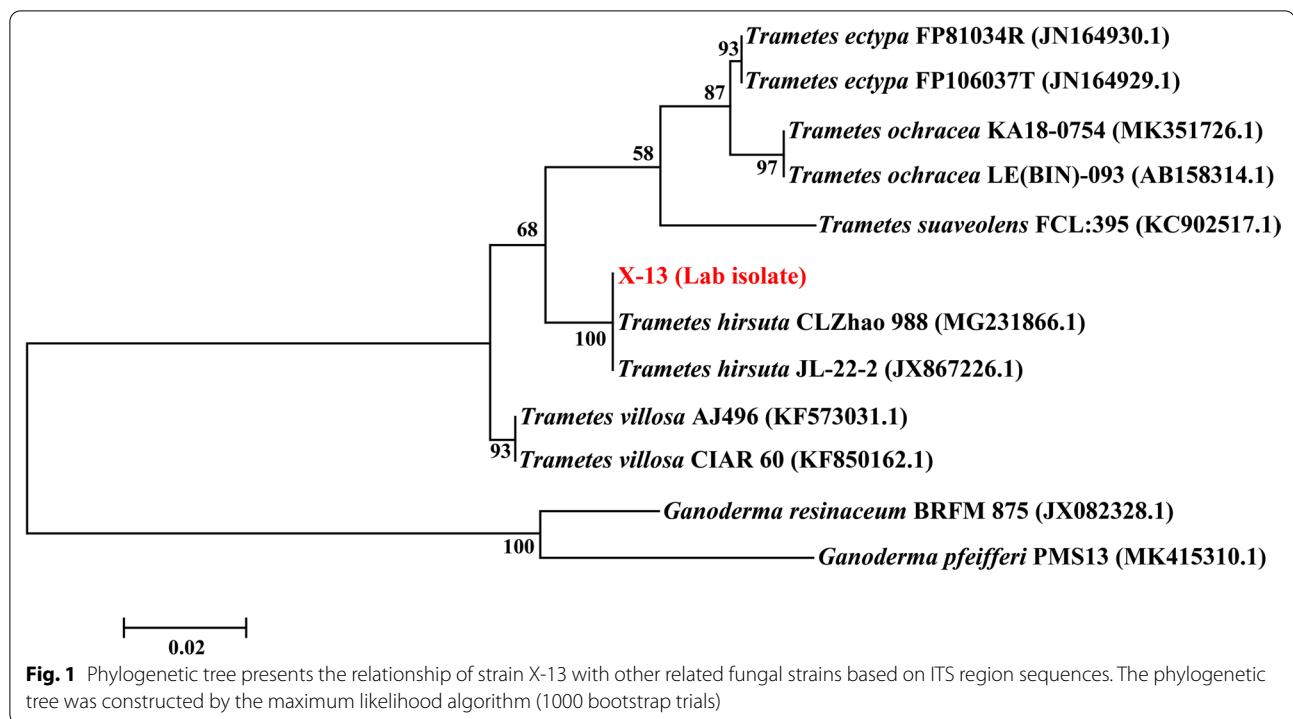 Trametes ectypa FP81034R (JN164930.1)
93
Trametes ectypa FP106037T (JN164929.1)
87
Trametes ochracea KA18-0754 (MK351726.1)
58
97
Trametes ochracea LE(BIN)-093 (AB158314.1)
Trametes suaveolens FCL:395 (KC902517.1)
68
X-13 (Lab isolate)
Trametes hirsuta CLZhao 988 (MG231866.1)
100
Trametes hirsuta JL-22-2 (JX867226.1)
Trametes villosa AJ496 (KF573031.1)
93
Trametes villosa CIAR 60 (KF850162.1)
Ganoderma resinaceum BRFM 875 (JX082328.1)
100
Ganoderma pfeifferi PMS13 (MK415310.1)
0.02
Fig. 1 Phylogenetic tree presents the relationship of strain X-13 with other related fungal strains based on ITS region sequences. The phylogenetic
tree was constructed by the maximum likelihood algorithm (1000 bootstrap trials)